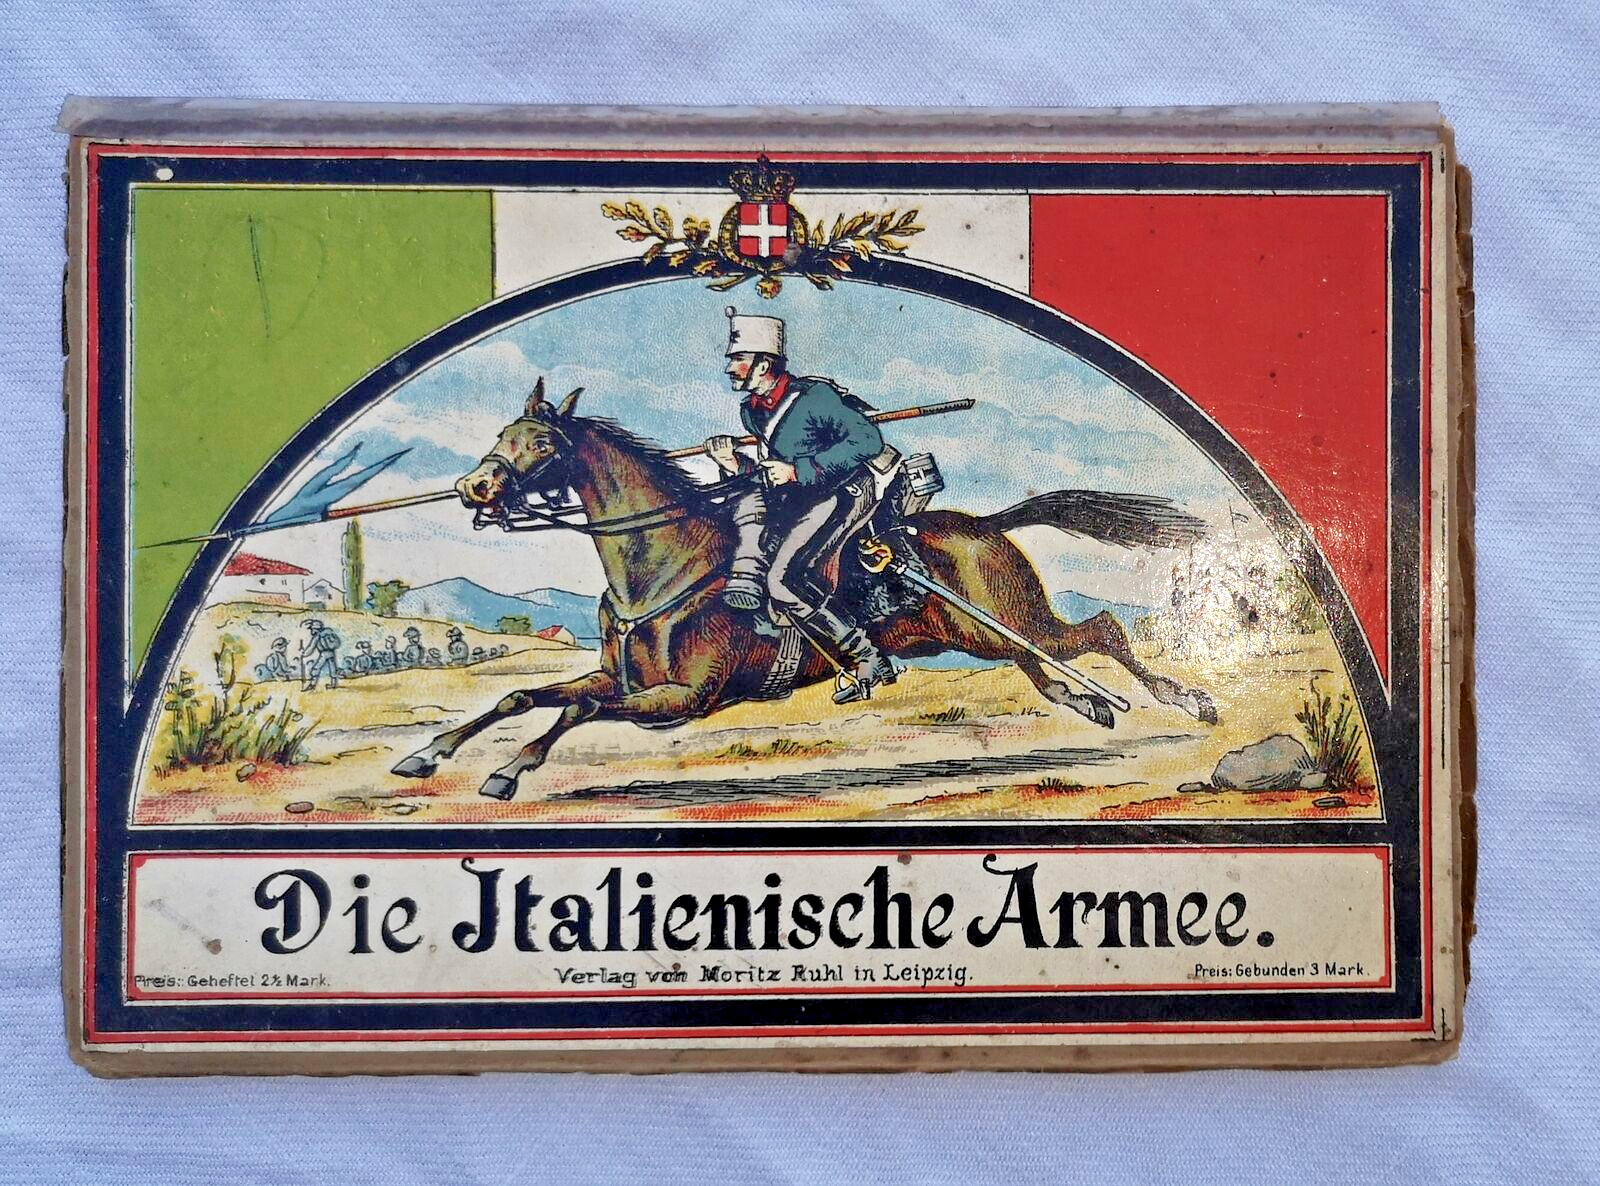 Die Italienische Armee.
Verlag von Moritz Ruhl in Leipzig.
Preis: Geheftet 2½ Mark.
Preis: Gebunden 3 Mark.